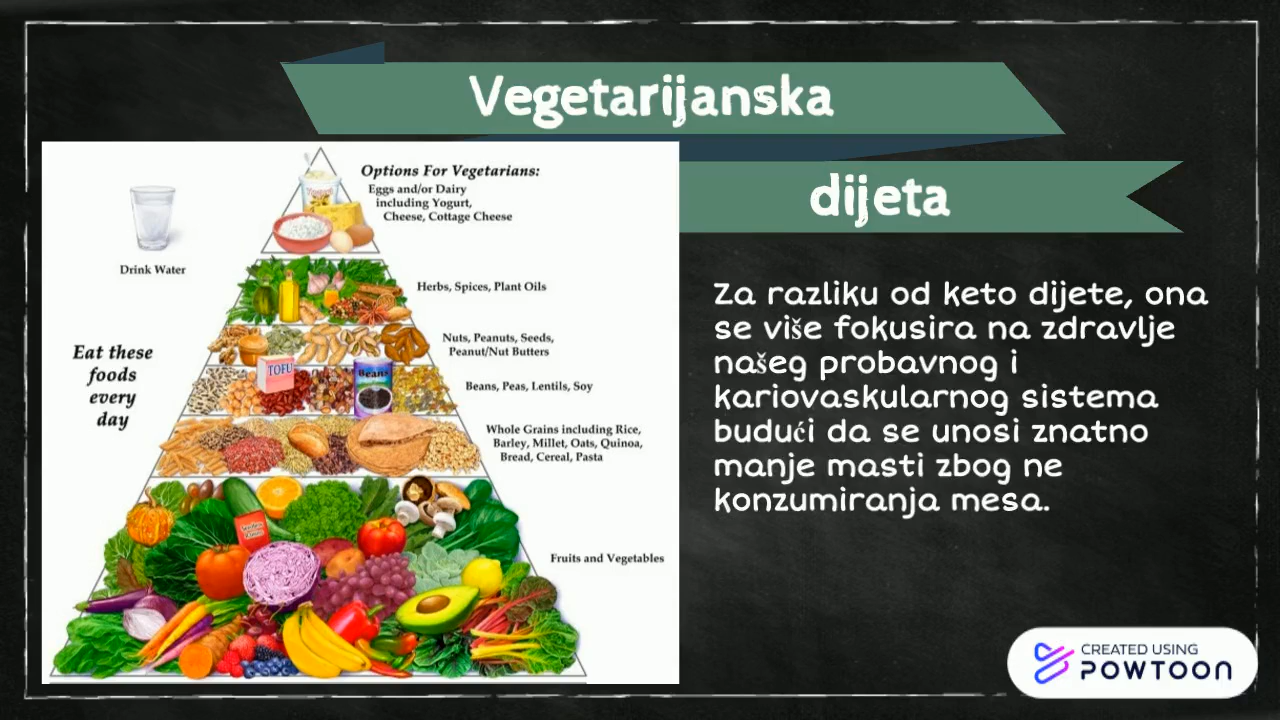 Vegetarijanska
dijeta
Options For Vegetarians:
Eggs and/or Dairy
including Yogurt,
Cheese, Cottage Cheese
Drink Water
Herbs, Spices, Plant Oils
Nuts, Peanuts, Seeds,
Peanut/Nut Butters
Eat these
foods
every
day
TOFU
Beans
Beans, Peas, Lentils, Soy
Whole Grains including Rice,
Barley, Millet, Oats, Quinoa,
Bread, Cereal, Pasta
Fruits and Vegetables
Za razliku od keto dijete, ona
se više fokusira na zdravlje
našeg probavnog i
kariovaskularnog sistema
budući da se unosi znatno
manje masti zbog ne
konzumiranja mesa.
CREATED USING
POWTOON